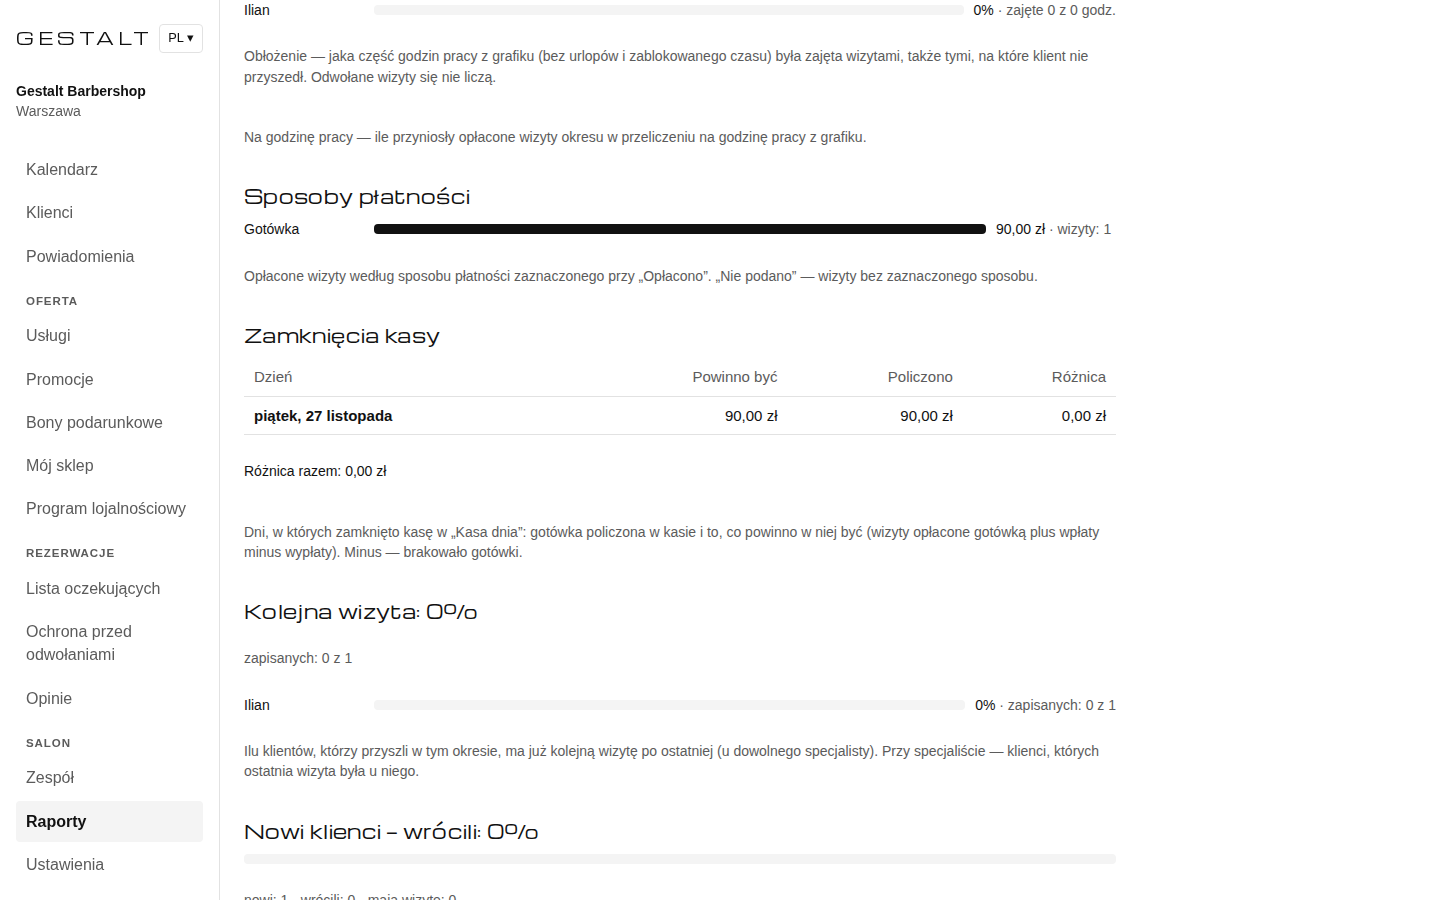 GESTALT
PL ▾
Gestalt Barbershop
Warszawa
Kalendarz
Klienci
Powiadomienia
OFERTA
Usługi
Promocje
Bony podarunkowe
Mój sklep
Program lojalnościowy
REZERWACJE
Lista oczekujących
Ochrona przed
odwołaniami
Opinie
SALON
Zespół
Raporty
Ustawienia
Ilian 0% · zajęte 0 z 0 godz.
Obłożenie — jaka część godzin pracy z grafiku (bez urlopów i zablokowanego czasu) była zajęta wizytami, także tymi, na które klient nie
przyszedł. Odwołane wizyty się nie liczą.
Na godzinę pracy — ile przyniosły opłacone wizyty okresu w przeliczeniu na godzinę pracy z grafiku.
Sposoby płatności
Gotówka 90,00 zł · wizyty: 1
Opłacone wizyty według sposobu płatności zaznaczonego przy „Opłacono”. „Nie podano” — wizyty bez zaznaczonego sposobu.
Zamknięcia kasy
Dzień Powinno być Policzono Różnica
piątek, 27 listopada 90,00 zł 90,00 zł 0,00 zł
Różnica razem: 0,00 zł
Dni, w których zamknięto kasę w „Kasa dnia”: gotówka policzona w kasie i to, co powinno w niej być (wizyty opłacone gotówką plus wpłaty
minus wypłaty). Minus — brakowało gotówki.
Kolejna wizyta: 0%
zapisanych: 0 z 1
Ilian 0% · zapisanych: 0 z 1
Ilu klientów, którzy przyszli w tym okresie, ma już kolejną wizytę po ostatniej (u dowolnego specjalisty). Przy specjaliście — klienci, których
ostatnia wizyta była u niego.
Nowi klienci – wrócili: 0%
nowi: 1 · wrócili: 0 · mają wizytę: 0